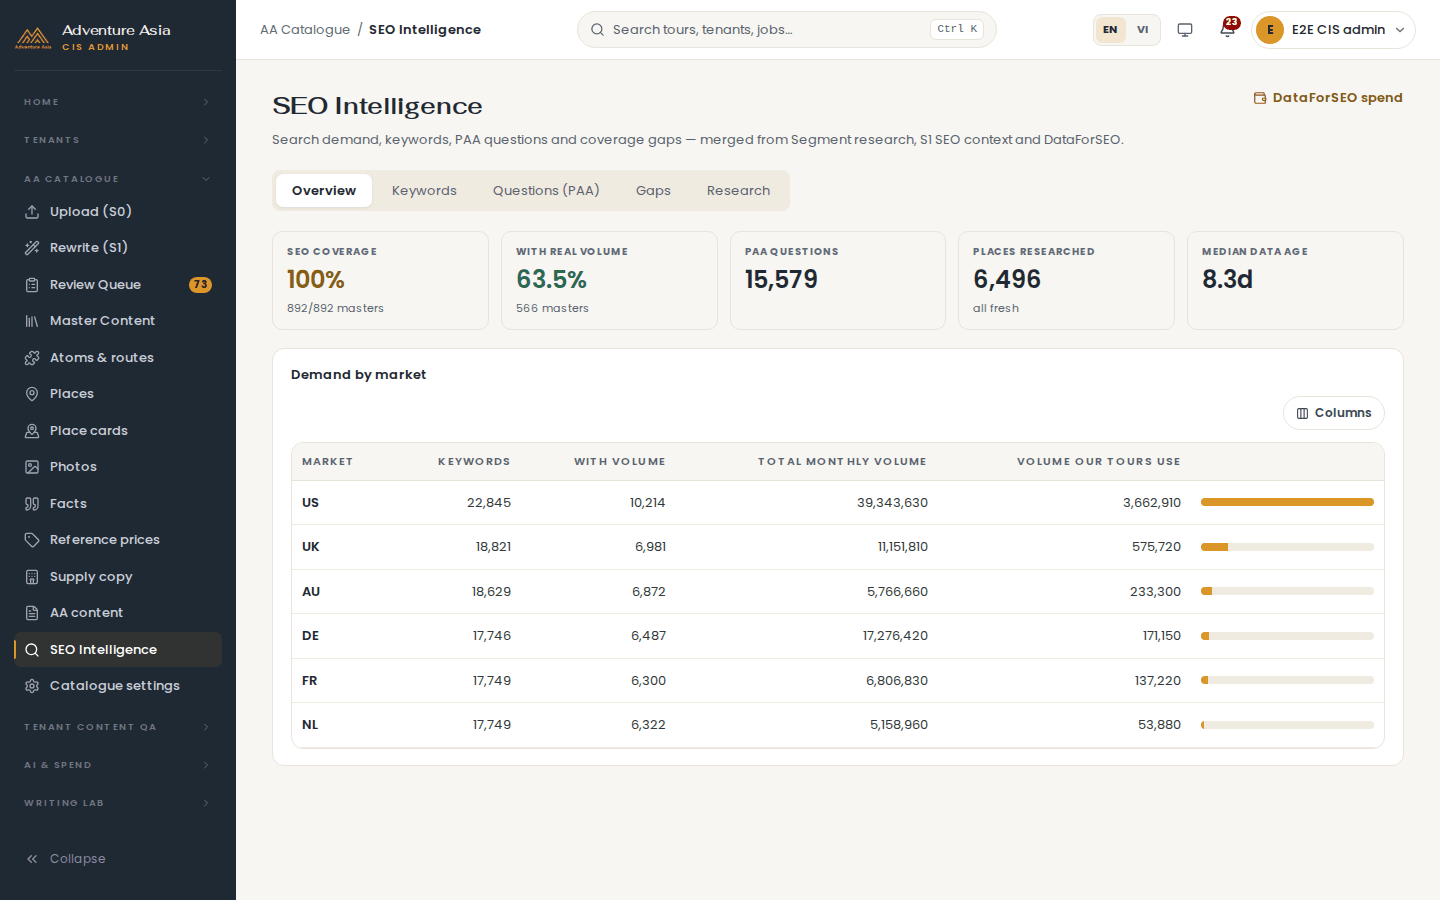 Adventure Asia
CIS ADMIN
Adventure Asia
HOME
TENANTS
AA CATALOGUE
Upload (S0)
Rewrite (S1)
Review Queue 73
Master Content
Atoms & routes
Places
Place cards
Photos
Facts
Reference prices
Supply copy
AA content
SEO Intelligence
Catalogue settings
TENANT CONTENT QA
AI & SPEND
WRITING LAB
Collapse
AA Catalogue / SEO Intelligence
Search tours, tenants, jobs... Ctrl K
EN VI
23
E E2E CIS admin
SEO Intelligence
DataForSEO spend
Search demand, keywords, PAA questions and coverage gaps — merged from Segment research, S1 SEO context and DataForSEO.
Overview Keywords Questions (PAA) Gaps Research
SEO COVERAGE
100%
892/892 masters
WITH REAL VOLUME
63.5%
566 masters
PAA QUESTIONS
15,579
PLACES RESEARCHED
6,496
all fresh
MEDIAN DATA AGE
8.3d
Demand by market
Columns
MARKET KEYWORDS WITH VOLUME TOTAL MONTHLY VOLUME VOLUME OUR TOURS USE
US 22,845 10,214 39,343,630 3,662,910
UK 18,821 6,981 11,151,810 575,720
AU 18,629 6,872 5,766,660 233,300
DE 17,746 6,487 17,276,420 171,150
FR 17,749 6,300 6,806,830 137,220
NL 17,749 6,322 5,158,960 53,880